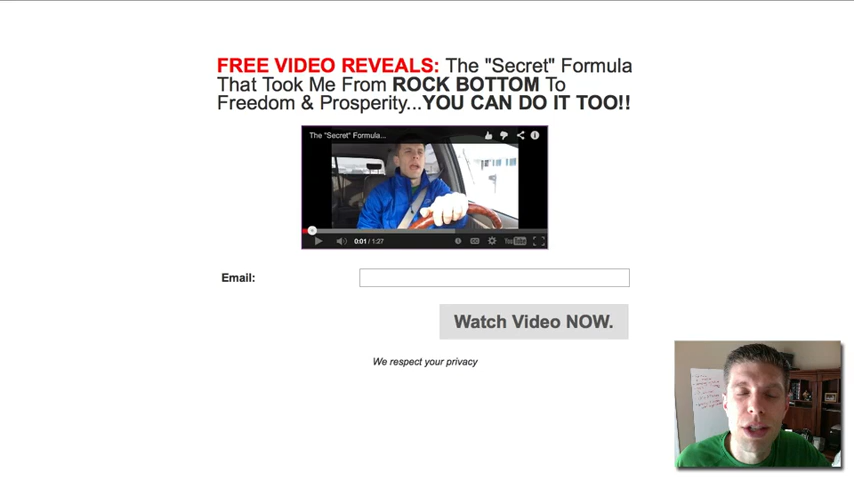 FREE VIDEO REVEALS: The "Secret" Formula
That Took Me From ROCK BOTTOM To
Freedom & Prosperity...YOU CAN DO IT TOO!!
The "Secret" Formula...
0:01 / 1:27
YouTube
Email:
Watch Video NOW.
We respect your privacy